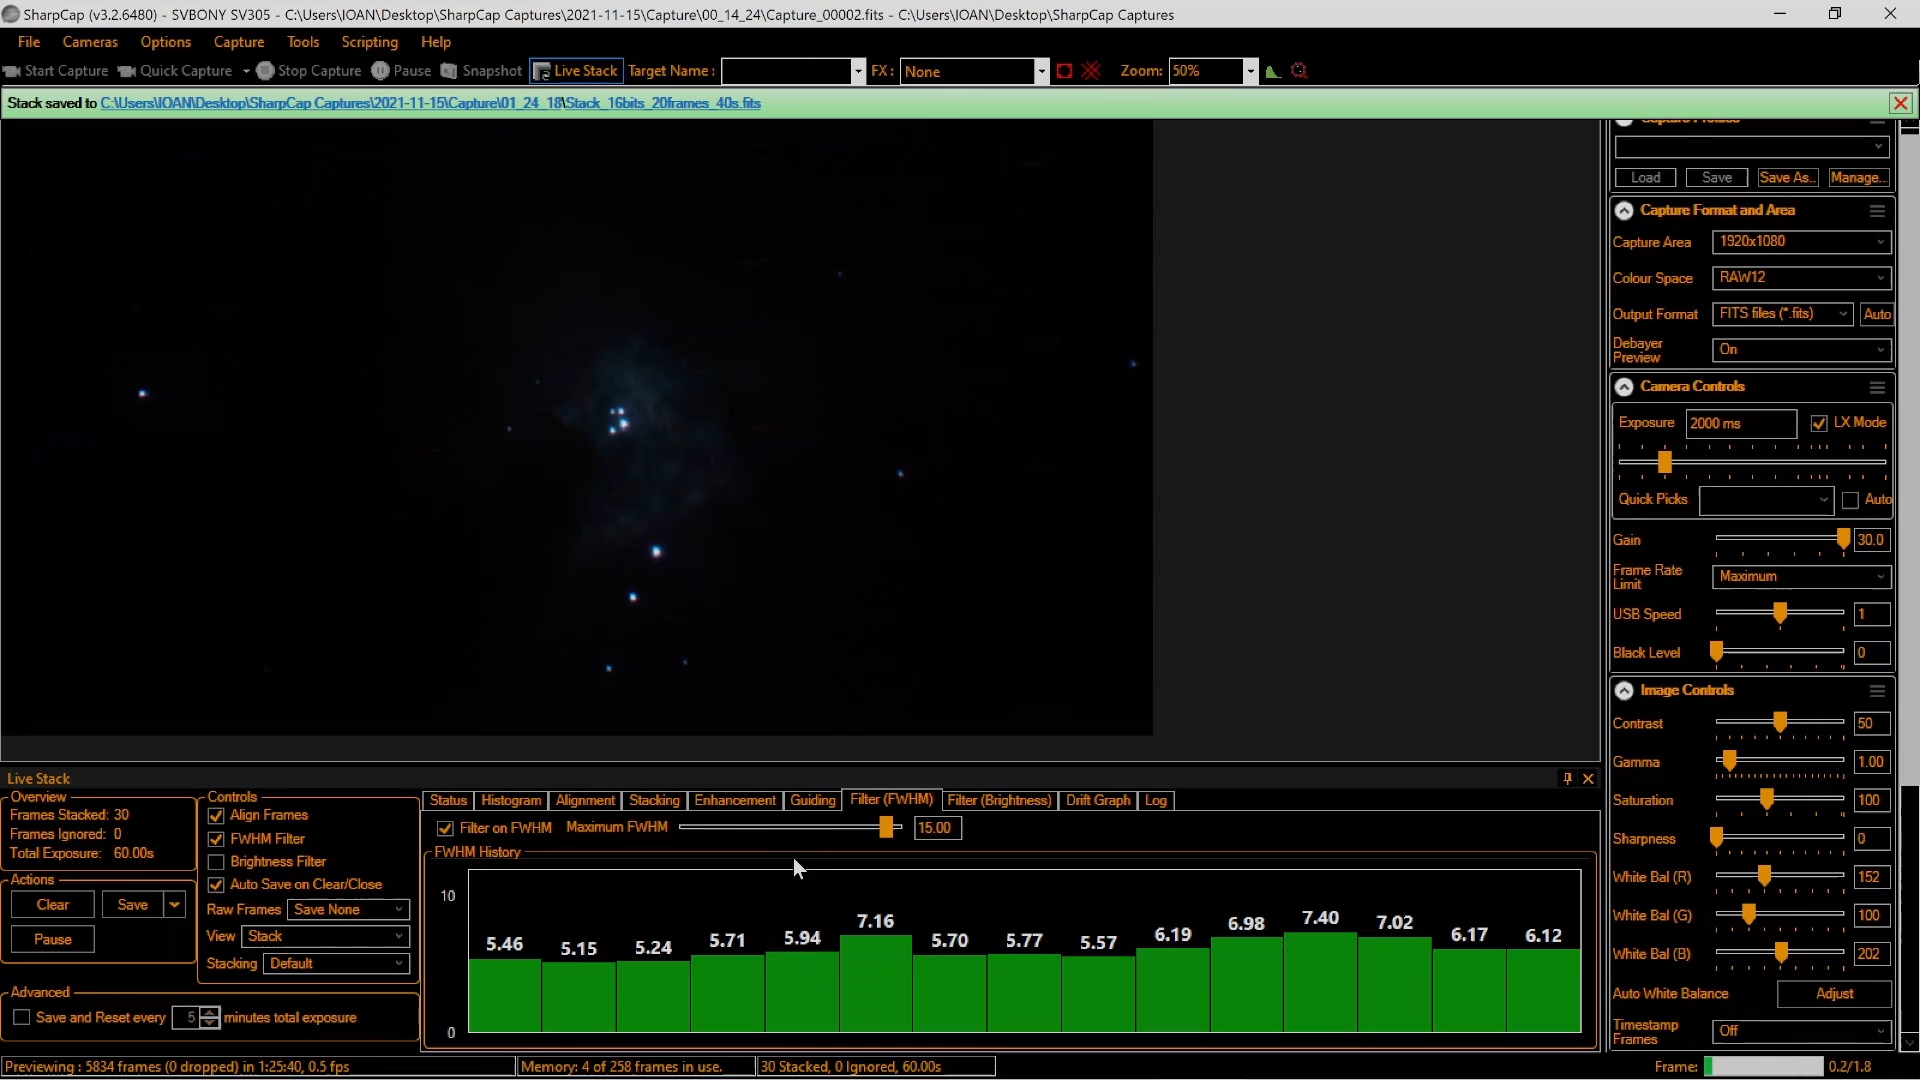 SharpCap (v3.2.6480) - SVBONY SV305 - C:\Users\IOAN\Desktop\SharpCap Captures\2021-11-15\Capture\00_14_24\Capture_00002.fits - C:\Users\IOAN\Desktop\SharpCap Captures
File Cameras Options Capture Tools Scripting Help
Start Capture Quick Capture Stop Capture Pause Snapshot Live Stack Target Name : FX : None Zoom: 50%
Stack saved to C:\Users\IOAN\Desktop\SharpCap Captures\2021-11-15\Capture\01_24_18\Stack_16bits_20frames_40s.fits
Load Save Save As.. Manage...
Capture Format and Area
Capture Area 1920x1080
Colour Space RAW12
Output Format FITS files (*.fits) Auto
Debayer Preview On
Camera Controls
Exposure 2000 ms LX Mode
Quick Picks Auto
Gain 30.0
Frame Rate Limit Maximum
USB Speed 1
Black Level 0
Image Controls
Contrast 50
Gamma 1.00
Saturation 100
Sharpness 0
White Bal (R) 152
White Bal (G) 100
White Bal (B) 202
Auto White Balance Adjust
Timestamp Frames Off
Live Stack
Overview
Frames Stacked: 30
Frames Ignored: 0
Total Exposure: 60.00s
Actions
Clear Save
Pause
Controls
Align Frames
FWHM Filter
Brightness Filter
Auto Save on Clear/Close
Raw Frames Save None
View Stack
Stacking Default
Advanced
Save and Reset every 5 minutes total exposure
Status Histogram Alignment Stacking Enhancement Guiding Filter (FWHM) Filter (Brightness) Drift Graph Log
Filter on FWHM Maximum FWHM 15.00
FWHM History
10
5.46 5.15 5.24 5.71 5.94 7.16 5.70 5.77 5.57 6.19 6.98 7.40 7.02 6.17 6.12
0
Previewing : 5834 frames (0 dropped) in 1:25:40, 0.5 fps Memory: 4 of 258 frames in use. 30 Stacked, 0 Ignored, 60.00s Frame: 0.2/1.8